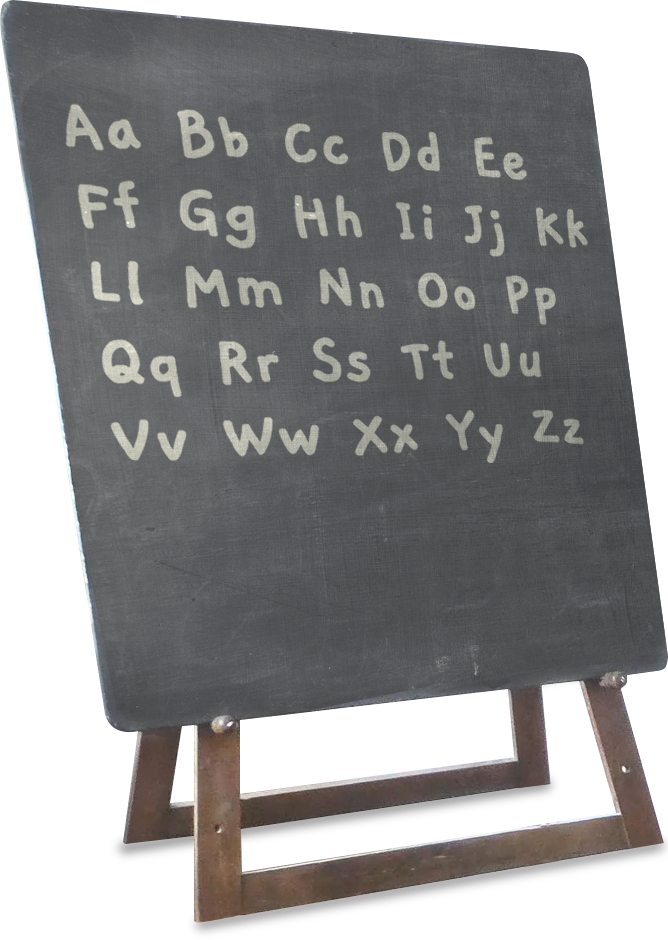 Aa Bb Cc Dd Ee
Ff Gg Hh Ii Jj Kk
Ll Mm Nn Oo Pp
Qq Rr Ss Tt Uu
Vv Ww Xx Yy Zz